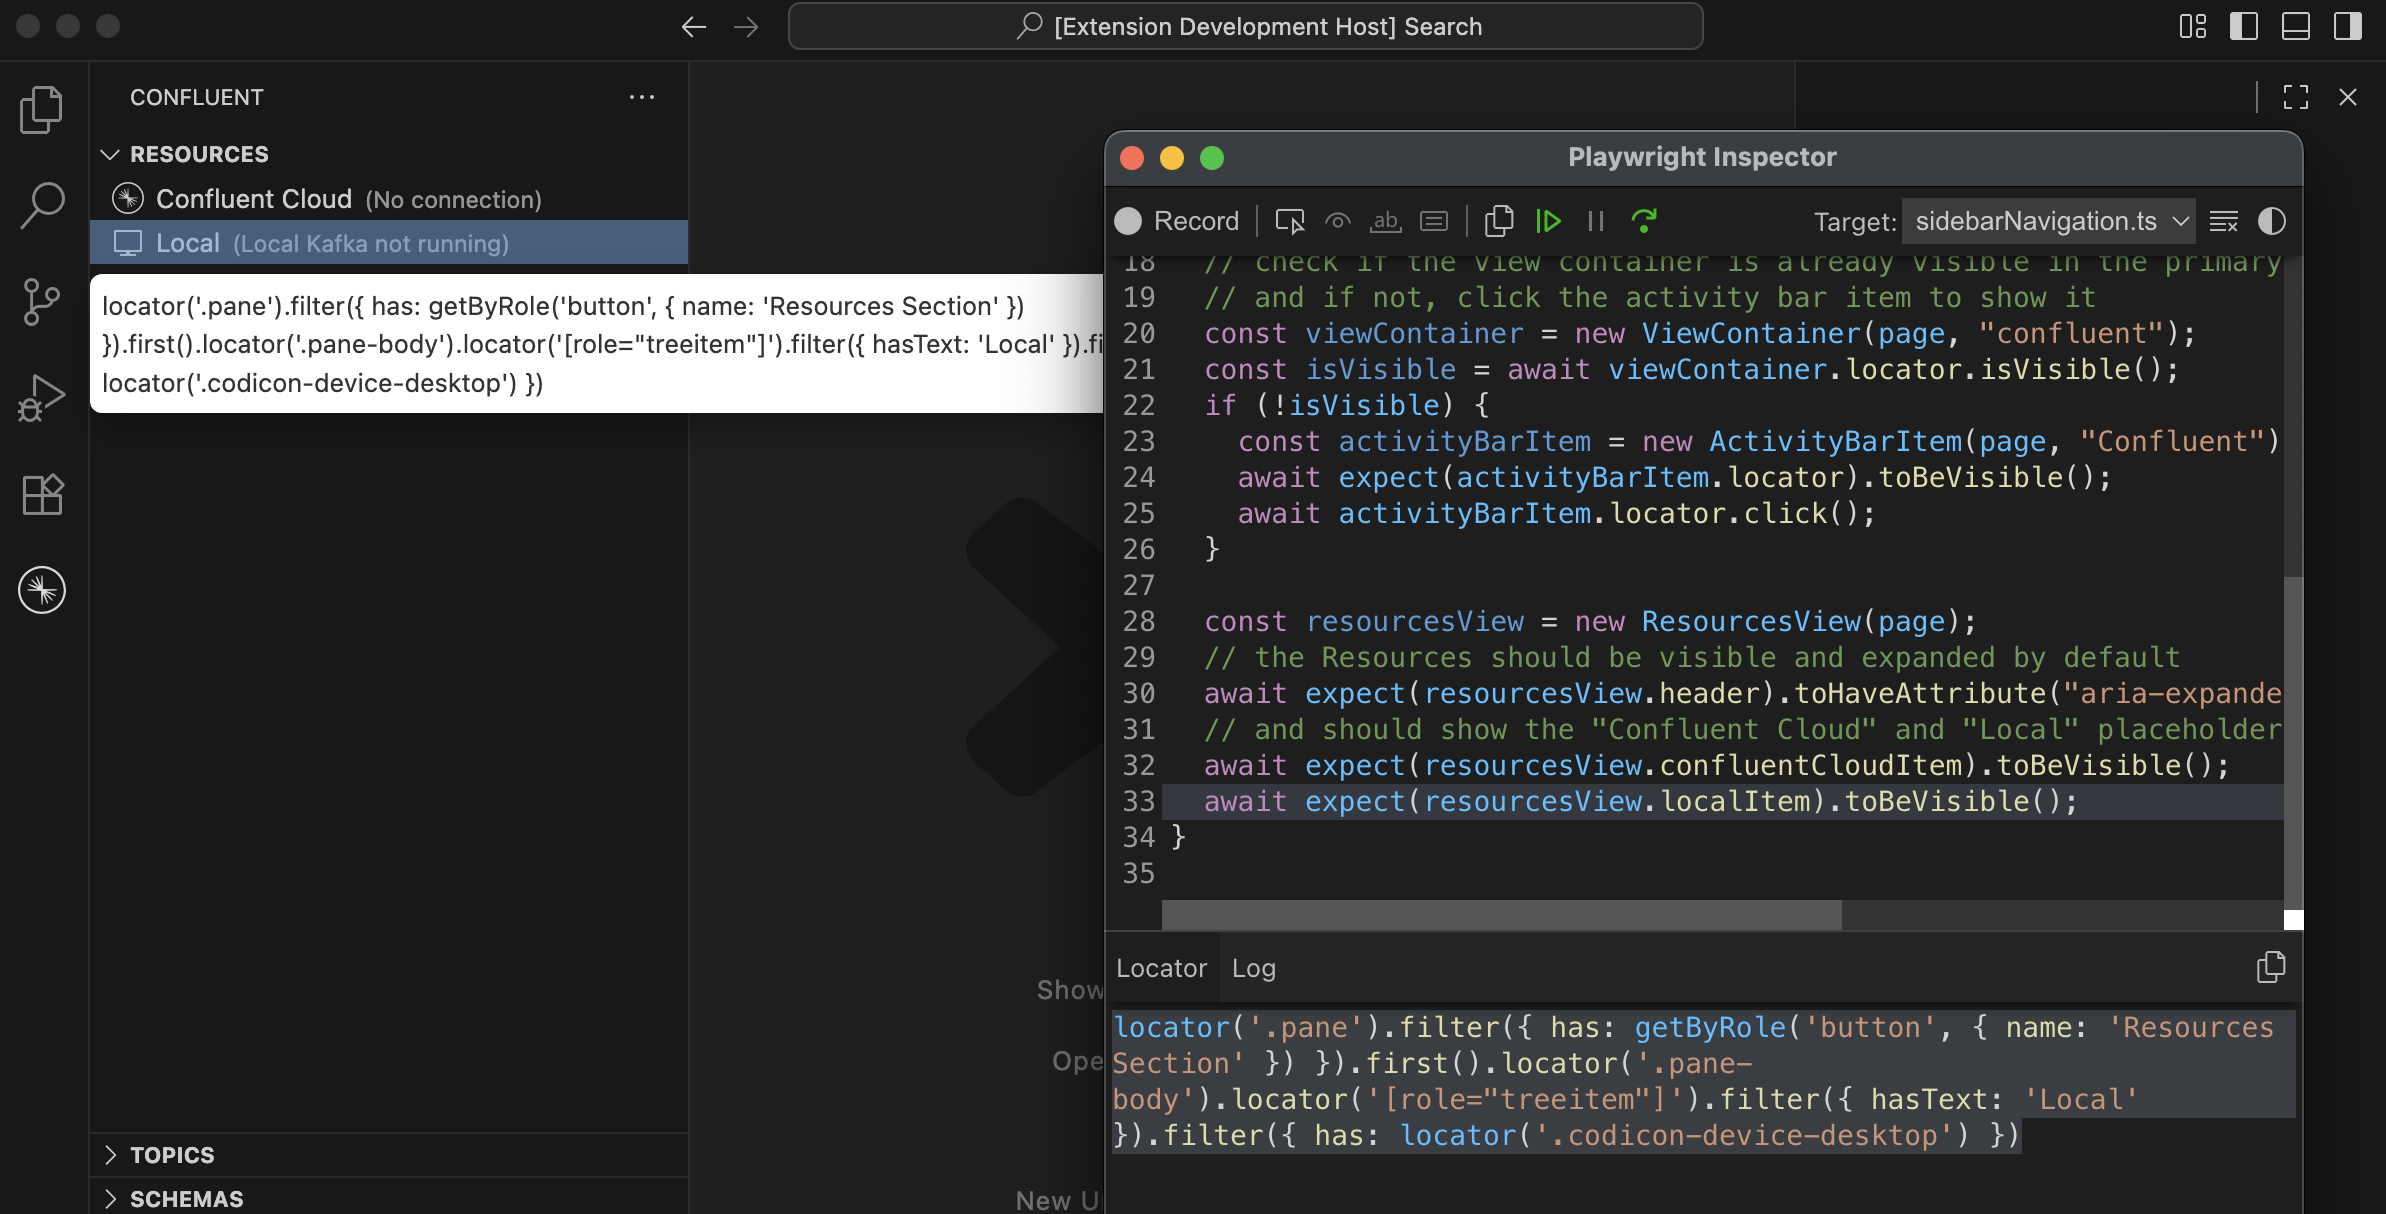 [Extension Development Host] Search
CONFLUENT
RESOURCES
Confluent Cloud (No connection)
Local (Local Kafka not running)
locator('.pane').filter({ has: getByRole('button', { name: 'Resources Section' })
}).first().locator('.pane-body').locator('[role="treeitem"]').filter({ hasText: 'Local' }).fi
locator('.codicon-device-desktop') })
TOPICS
SCHEMAS
Show
Ope
New U
Playwright Inspector
Record
ab
Target: sidebarNavigation.ts
18 // check if the view container is already visible in the primary
19 // and if not, click the activity bar item to show it
20 const viewContainer = new ViewContainer(page, "confluent");
21 const isVisible = await viewContainer.locator.isVisible();
22 if (!isVisible) {
23 const activityBarItem = new ActivityBarItem(page, "Confluent")
24 await expect(activityBarItem.locator).toBeVisible();
25 await activityBarItem.locator.click();
26 }
27
28 const resourcesView = new ResourcesView(page);
29 // the Resources should be visible and expanded by default
30 await expect(resourcesView.header).toHaveAttribute("aria-expande
31 // and should show the "Confluent Cloud" and "Local" placeholder
32 await expect(resourcesView.confluentCloudItem).toBeVisible();
33 await expect(resourcesView.localItem).toBeVisible();
34 }
35
Locator Log
locator('.pane').filter({ has: getByRole('button', { name: 'Resources
Section' }) }).first().locator('.pane-
body').locator('[role="treeitem"]').filter({ hasText: 'Local'
}).filter({ has: locator('.codicon-device-desktop') })